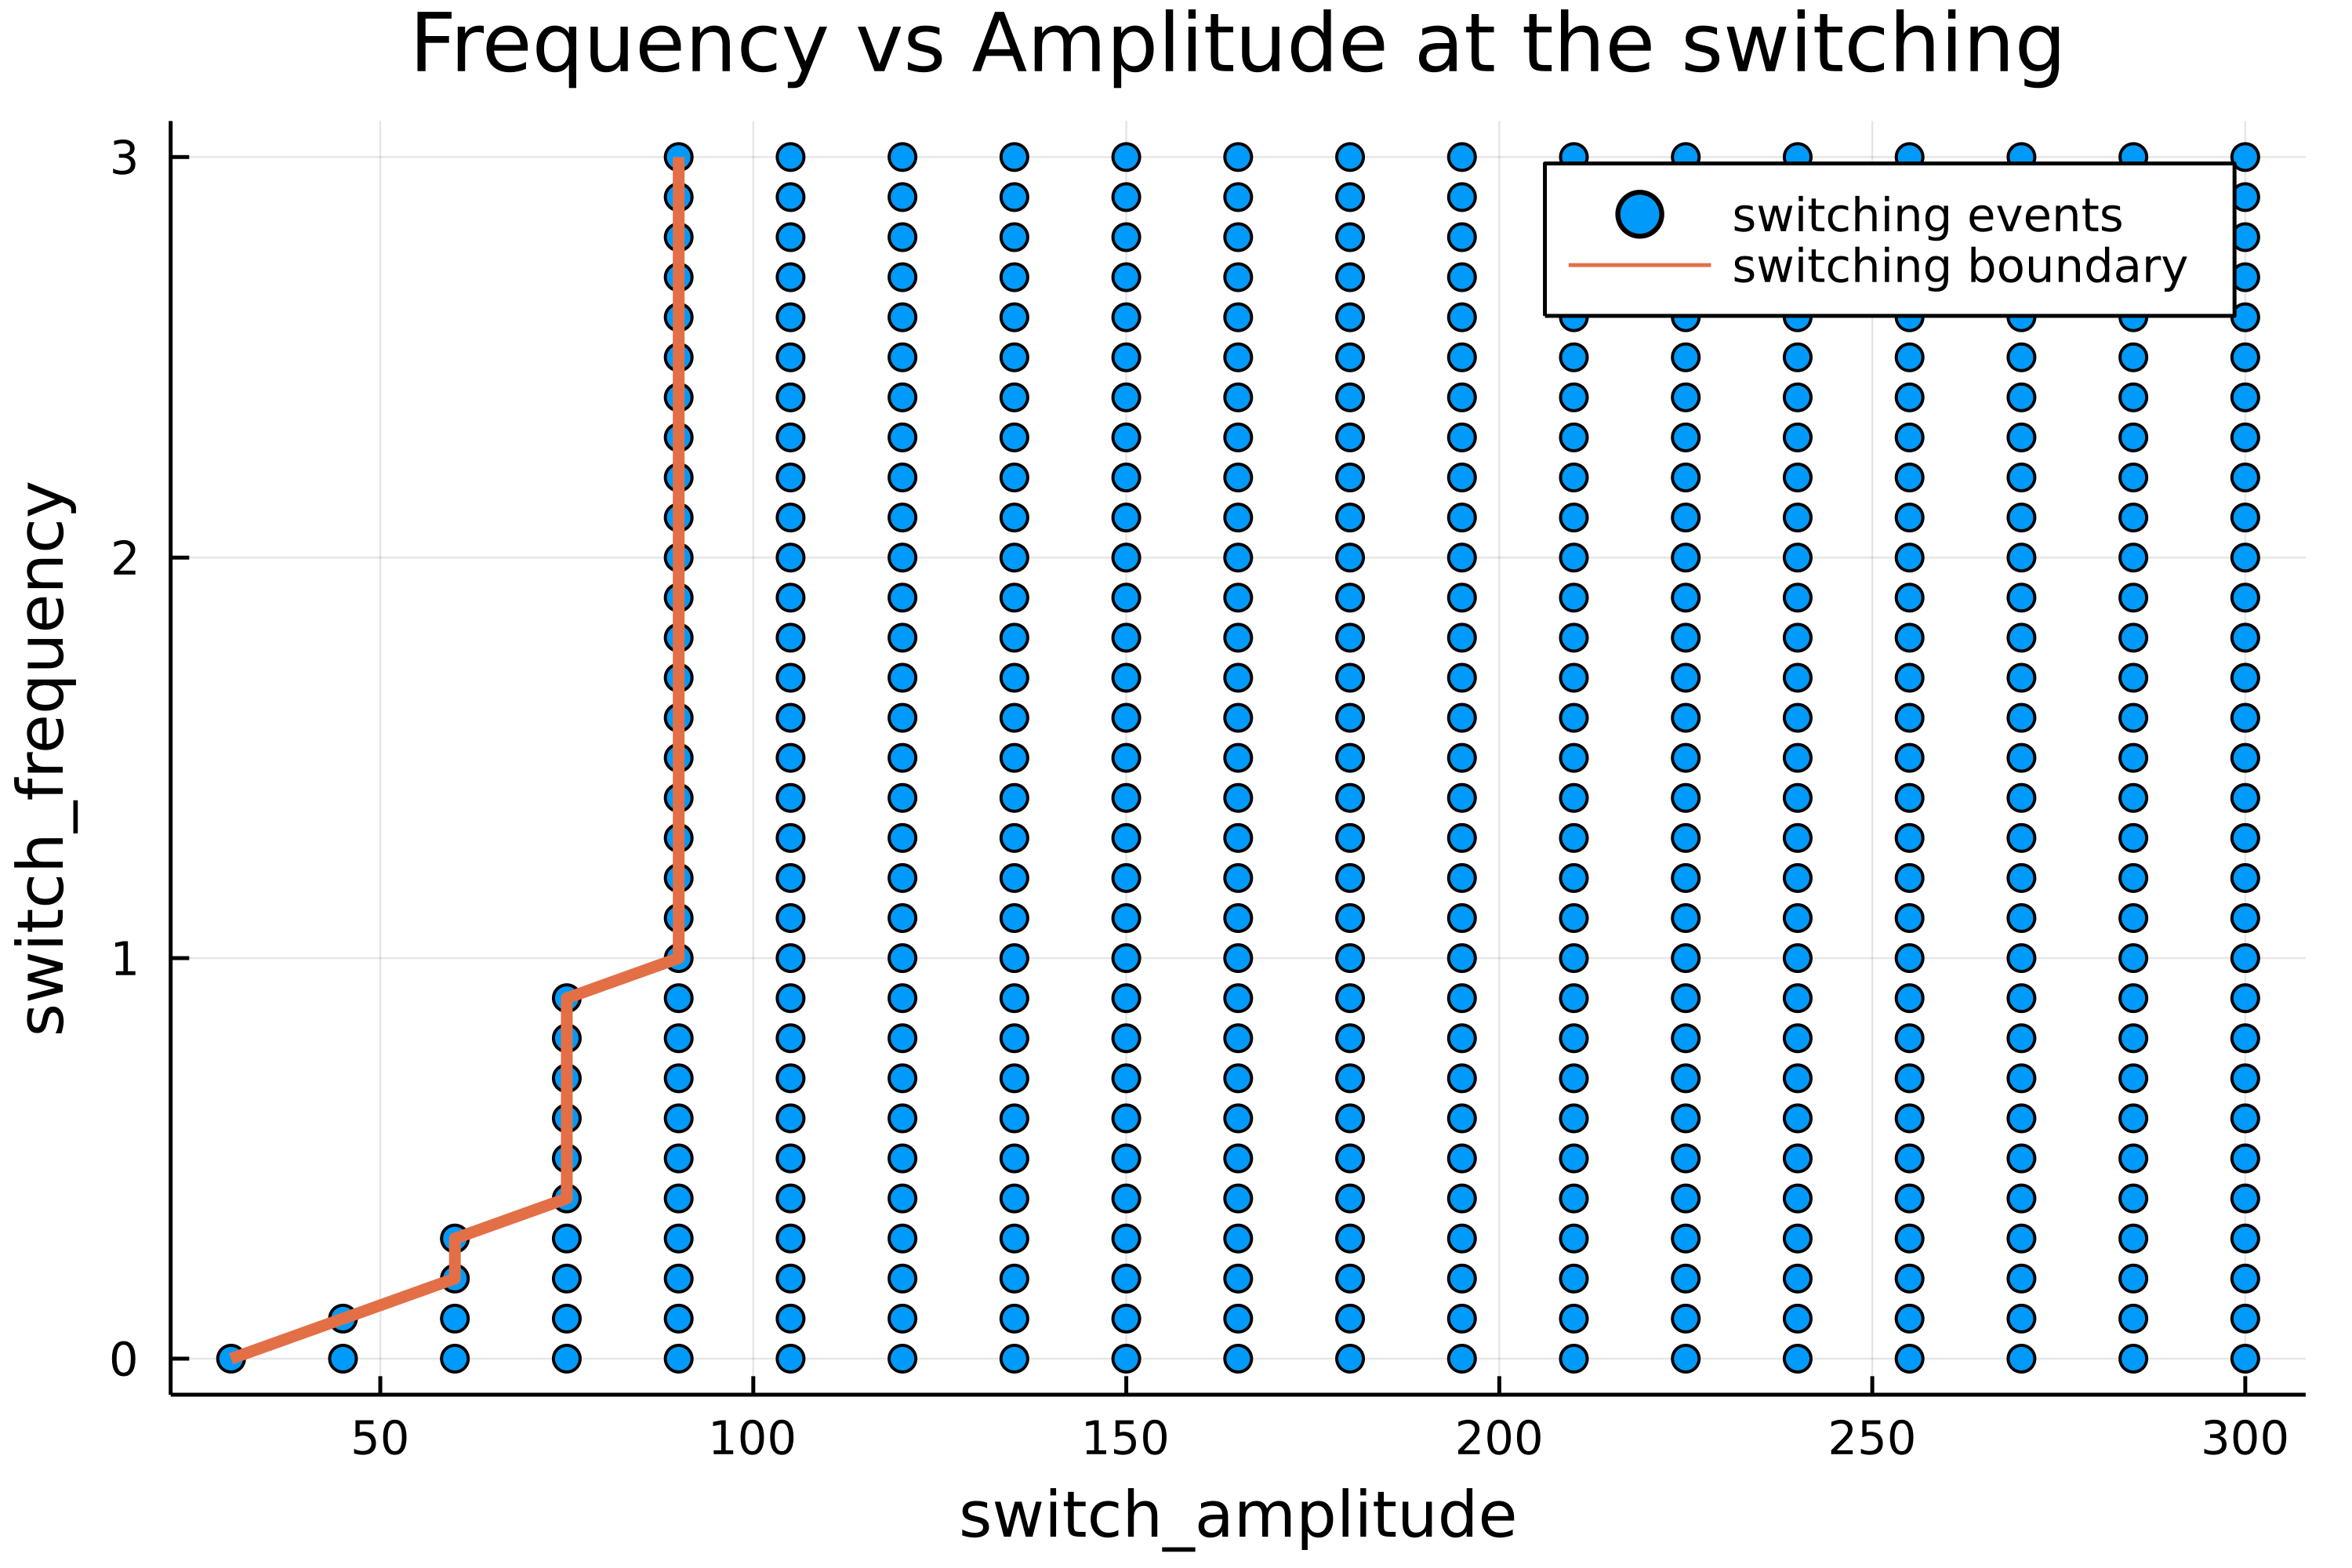 Frequency vs Amplitude at the switching
switching events
switching boundary
switch_frequency
3
2
1
0
50 100 150 200 250 300
switch_amplitude